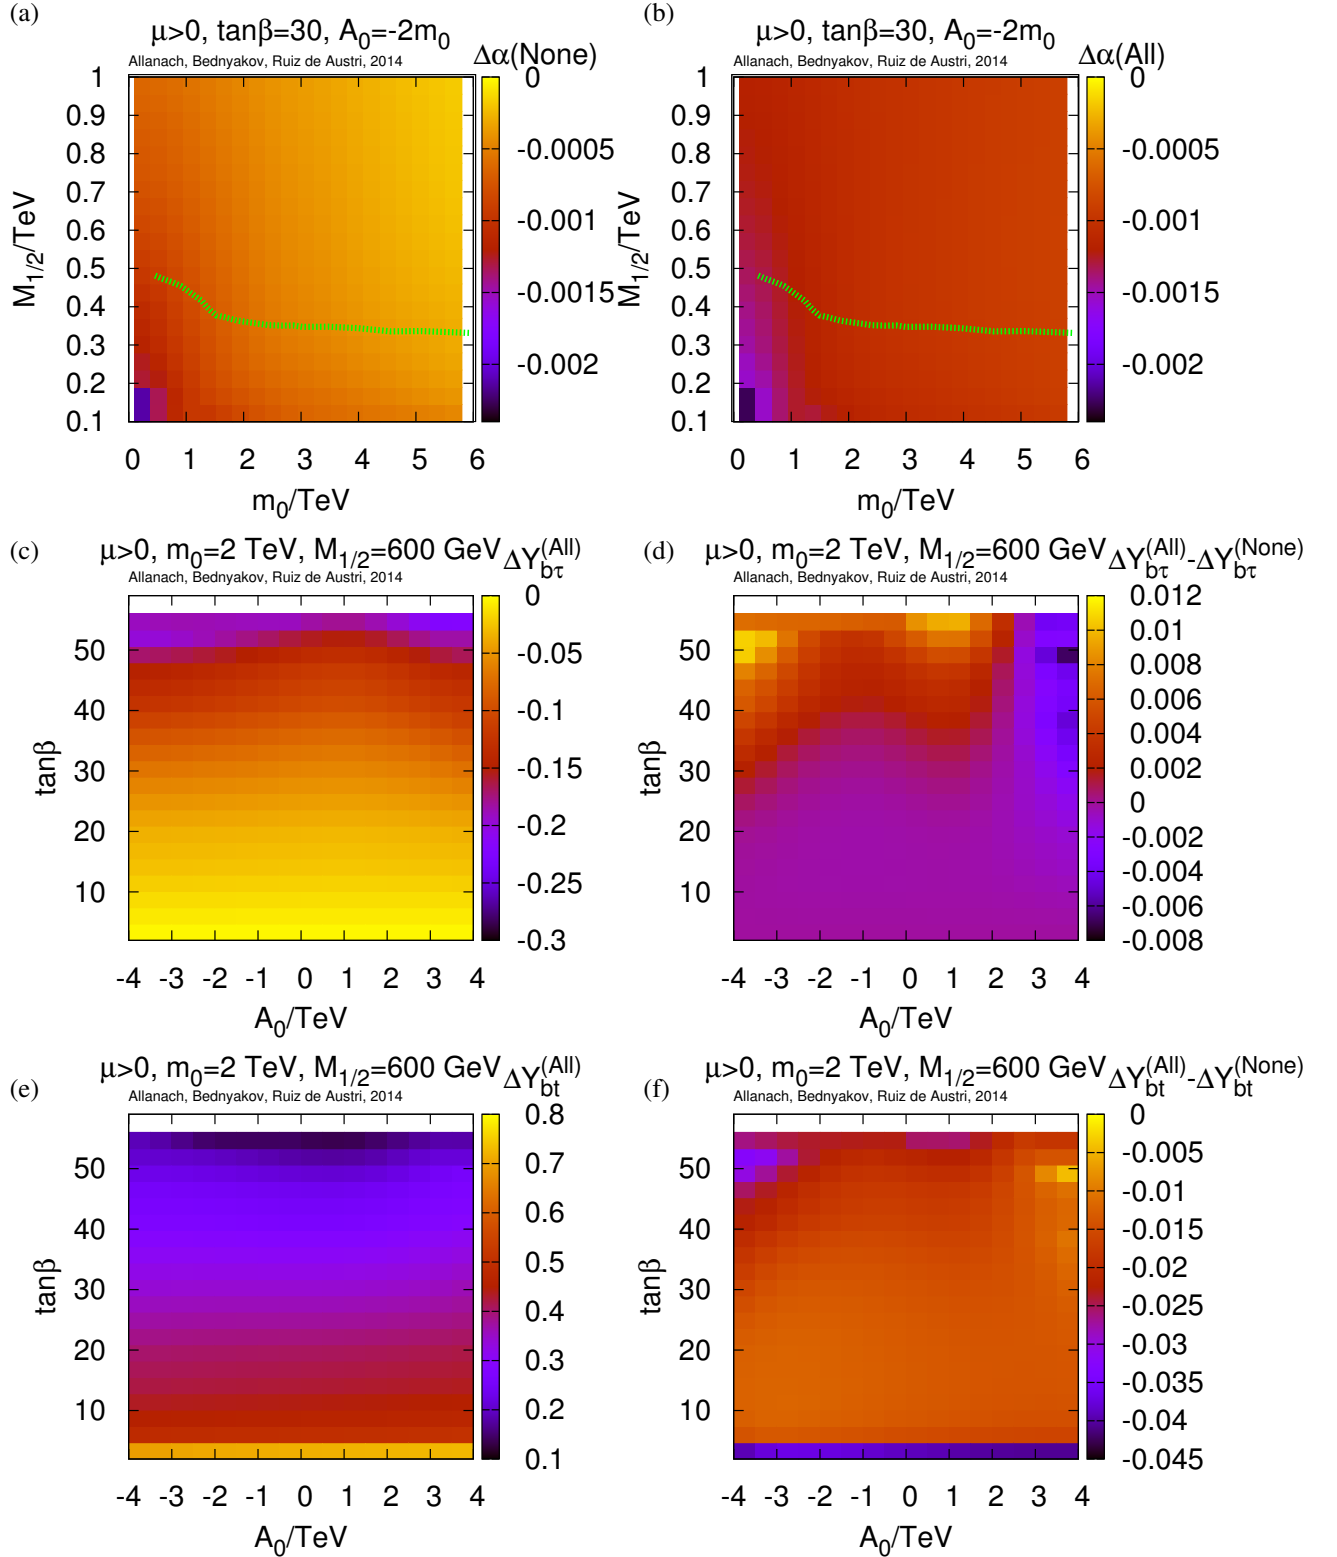 (a)
μ>0, tanβ=30, A₀=-2m₀
Allanach, Bednyakov, Ruiz de Austri, 2014
Δα(None)
1
0.9
0.8
0.7
0.6
0.5
0.4
0.3
0.2
0.1
M₁/₂/TeV
0 1 2 3 4 5 6
m₀/TeV
0
-0.0005
-0.001
-0.0015
-0.002
(b)
μ>0, tanβ=30, A₀=-2m₀
Allanach, Bednyakov, Ruiz de Austri, 2014
Δα(All)
1
0.9
0.8
0.7
0.6
0.5
0.4
0.3
0.2
0.1
M₁/₂/TeV
0 1 2 3 4 5 6
m₀/TeV
0
-0.0005
-0.001
-0.0015
-0.002
(c)
μ>0, m₀=2 TeV, M₁/₂=600 GeV
ΔY_bτ^(All)
Allanach, Bednyakov, Ruiz de Austri, 2014
50
40
30
20
10
tanβ
-4 -3 -2 -1 0 1 2 3 4
A₀/TeV
0
-0.05
-0.1
-0.15
-0.2
-0.25
-0.3
(d)
μ>0, m₀=2 TeV, M₁/₂=600 GeV
ΔY_bτ^(All)-ΔY_bτ^(None)
Allanach, Bednyakov, Ruiz de Austri, 2014
50
40
30
20
10
tanβ
-4 -3 -2 -1 0 1 2 3 4
A₀/TeV
0.012
0.01
0.008
0.006
0.004
0.002
0
-0.002
-0.004
-0.006
-0.008
(e)
μ>0, m₀=2 TeV, M₁/₂=600 GeV
ΔY_bt^(All)
Allanach, Bednyakov, Ruiz de Austri, 2014
50
40
30
20
10
tanβ
-4 -3 -2 -1 0 1 2 3 4
A₀/TeV
0.8
0.7
0.6
0.5
0.4
0.3
0.2
0.1
(f)
μ>0, m₀=2 TeV, M₁/₂=600 GeV
ΔY_bt^(All)-ΔY_bt^(None)
Allanach, Bednyakov, Ruiz de Austri, 2014
50
40
30
20
10
tanβ
-4 -3 -2 -1 0 1 2 3 4
A₀/TeV
0
-0.005
-0.01
-0.015
-0.02
-0.025
-0.03
-0.035
-0.04
-0.045